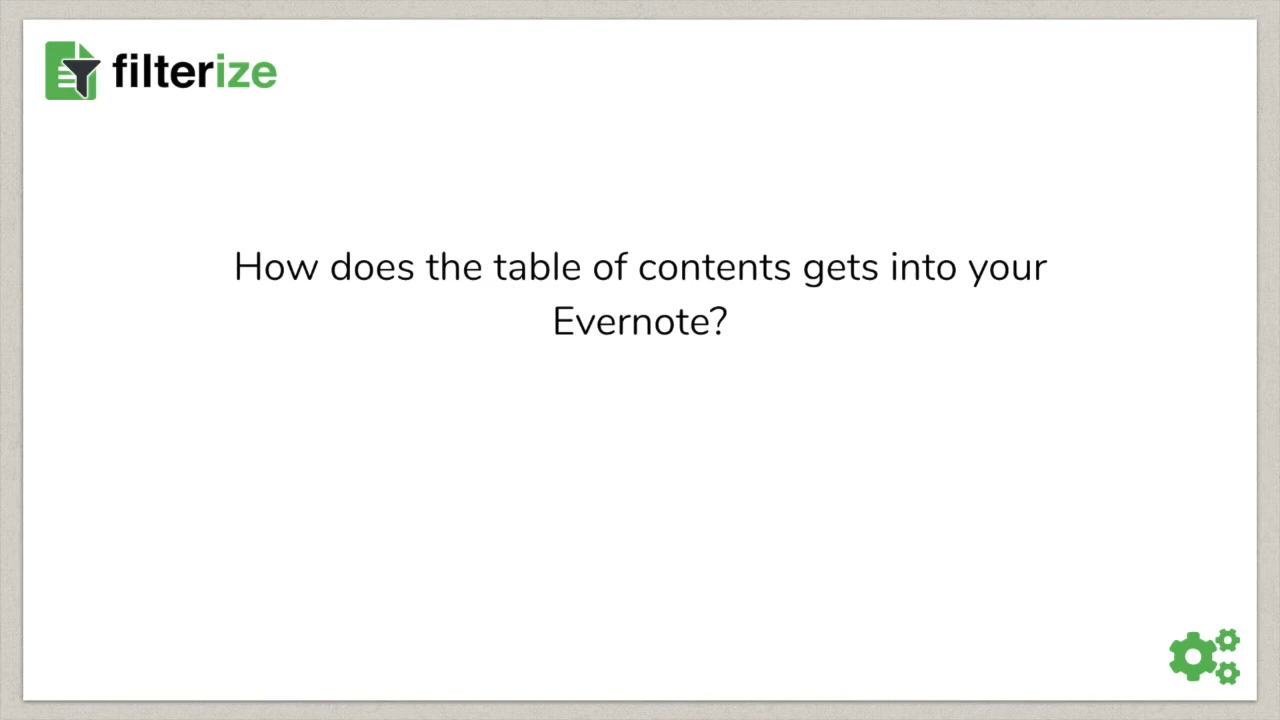 filterize
How does the table of contents gets into your
Evernote?